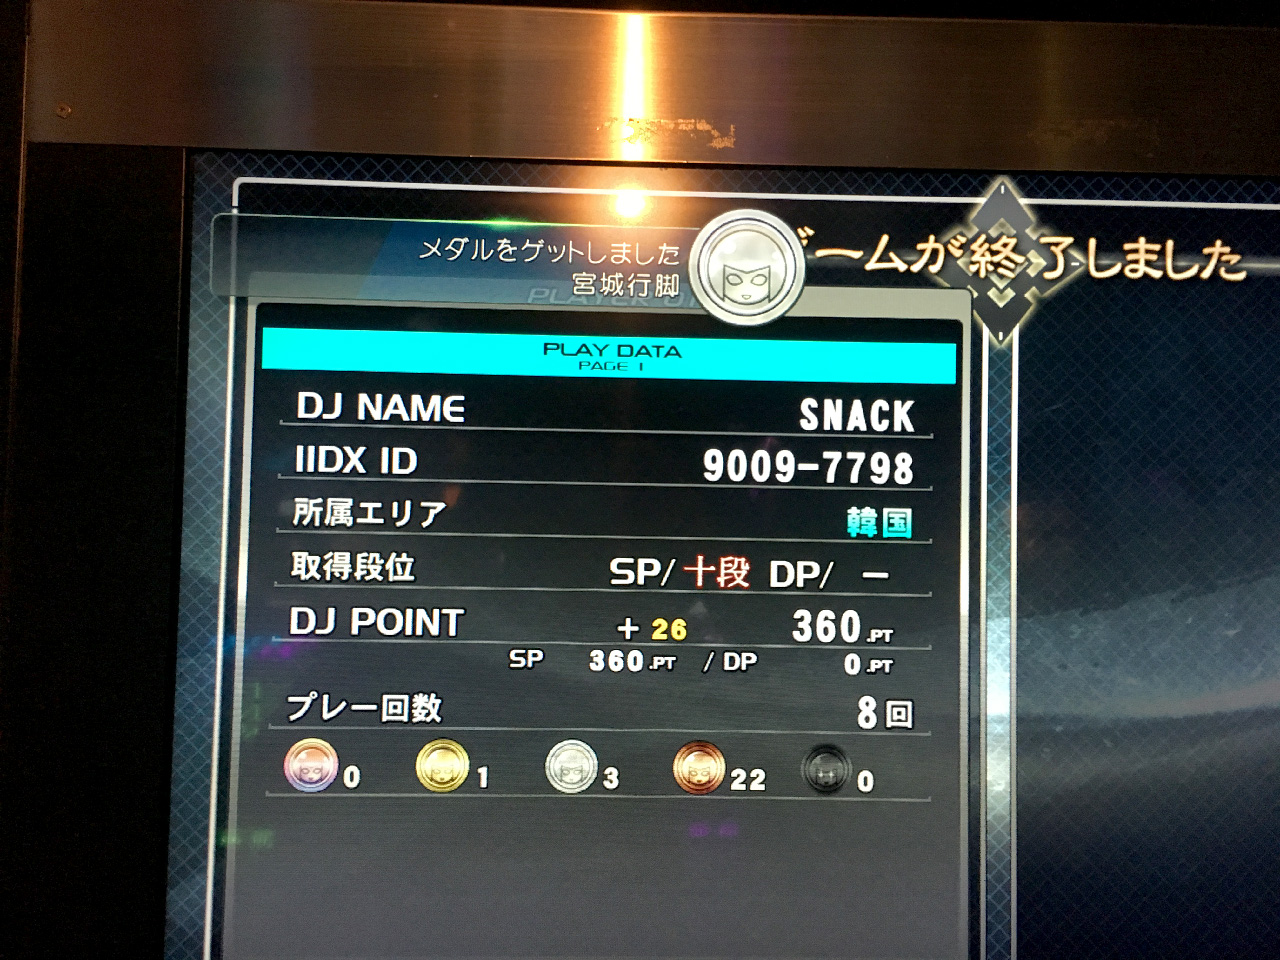 メダルをゲットしました
宮城行脚
ームが終了しました
PLAY DATA
PAGE 1
DJ NAME SNACK
IIDX ID 9009-7798
所属エリア 韓国
取得段位 SP/ 十段 DP/ ー
DJ POINT + 26 360.PT
SP 360.PT / DP 0.PT
プレー回数 8回
0 1 3 22 0